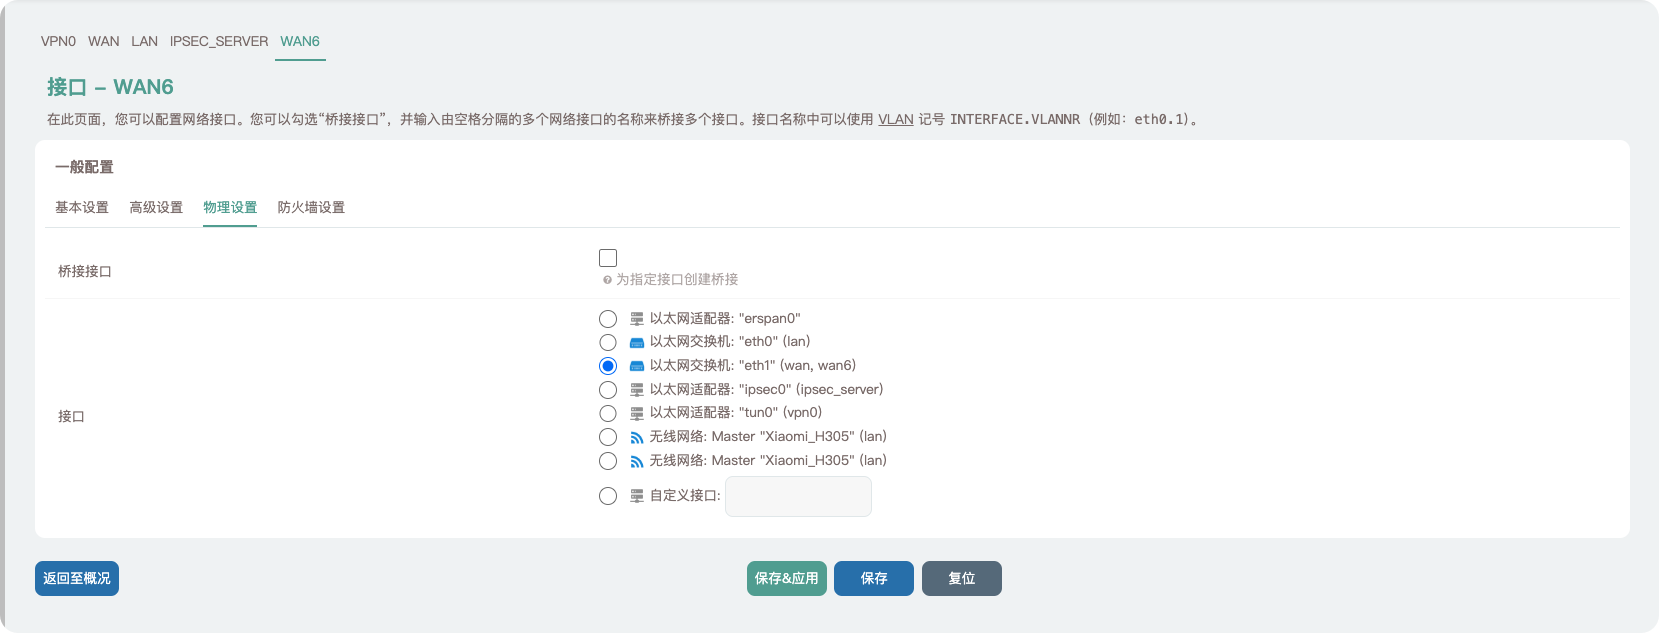 VPN0 WAN LAN IPSEC_SERVER WAN6
接口 – WAN6
在此页面，您可以配置网络接口。您可以勾选“桥接接口”，并输入由空格分隔的多个网络接口的名称来桥接多个接口。接口名称中可以使用 VLAN 记号 INTERFACE.VLANNR（例如：eth0.1）。
一般配置
基本设置 高级设置 物理设置 防火墙设置
桥接接口
为指定接口创建桥接
接口
以太网适配器: "erspan0"
以太网交换机: "eth0" (lan)
以太网交换机: "eth1" (wan, wan6)
以太网适配器: "ipsec0" (ipsec_server)
以太网适配器: "tun0" (vpn0)
无线网络: Master "Xiaomi_H305" (lan)
无线网络: Master "Xiaomi_H305" (lan)
自定义接口:
返回至概况 保存&应用 保存 复位